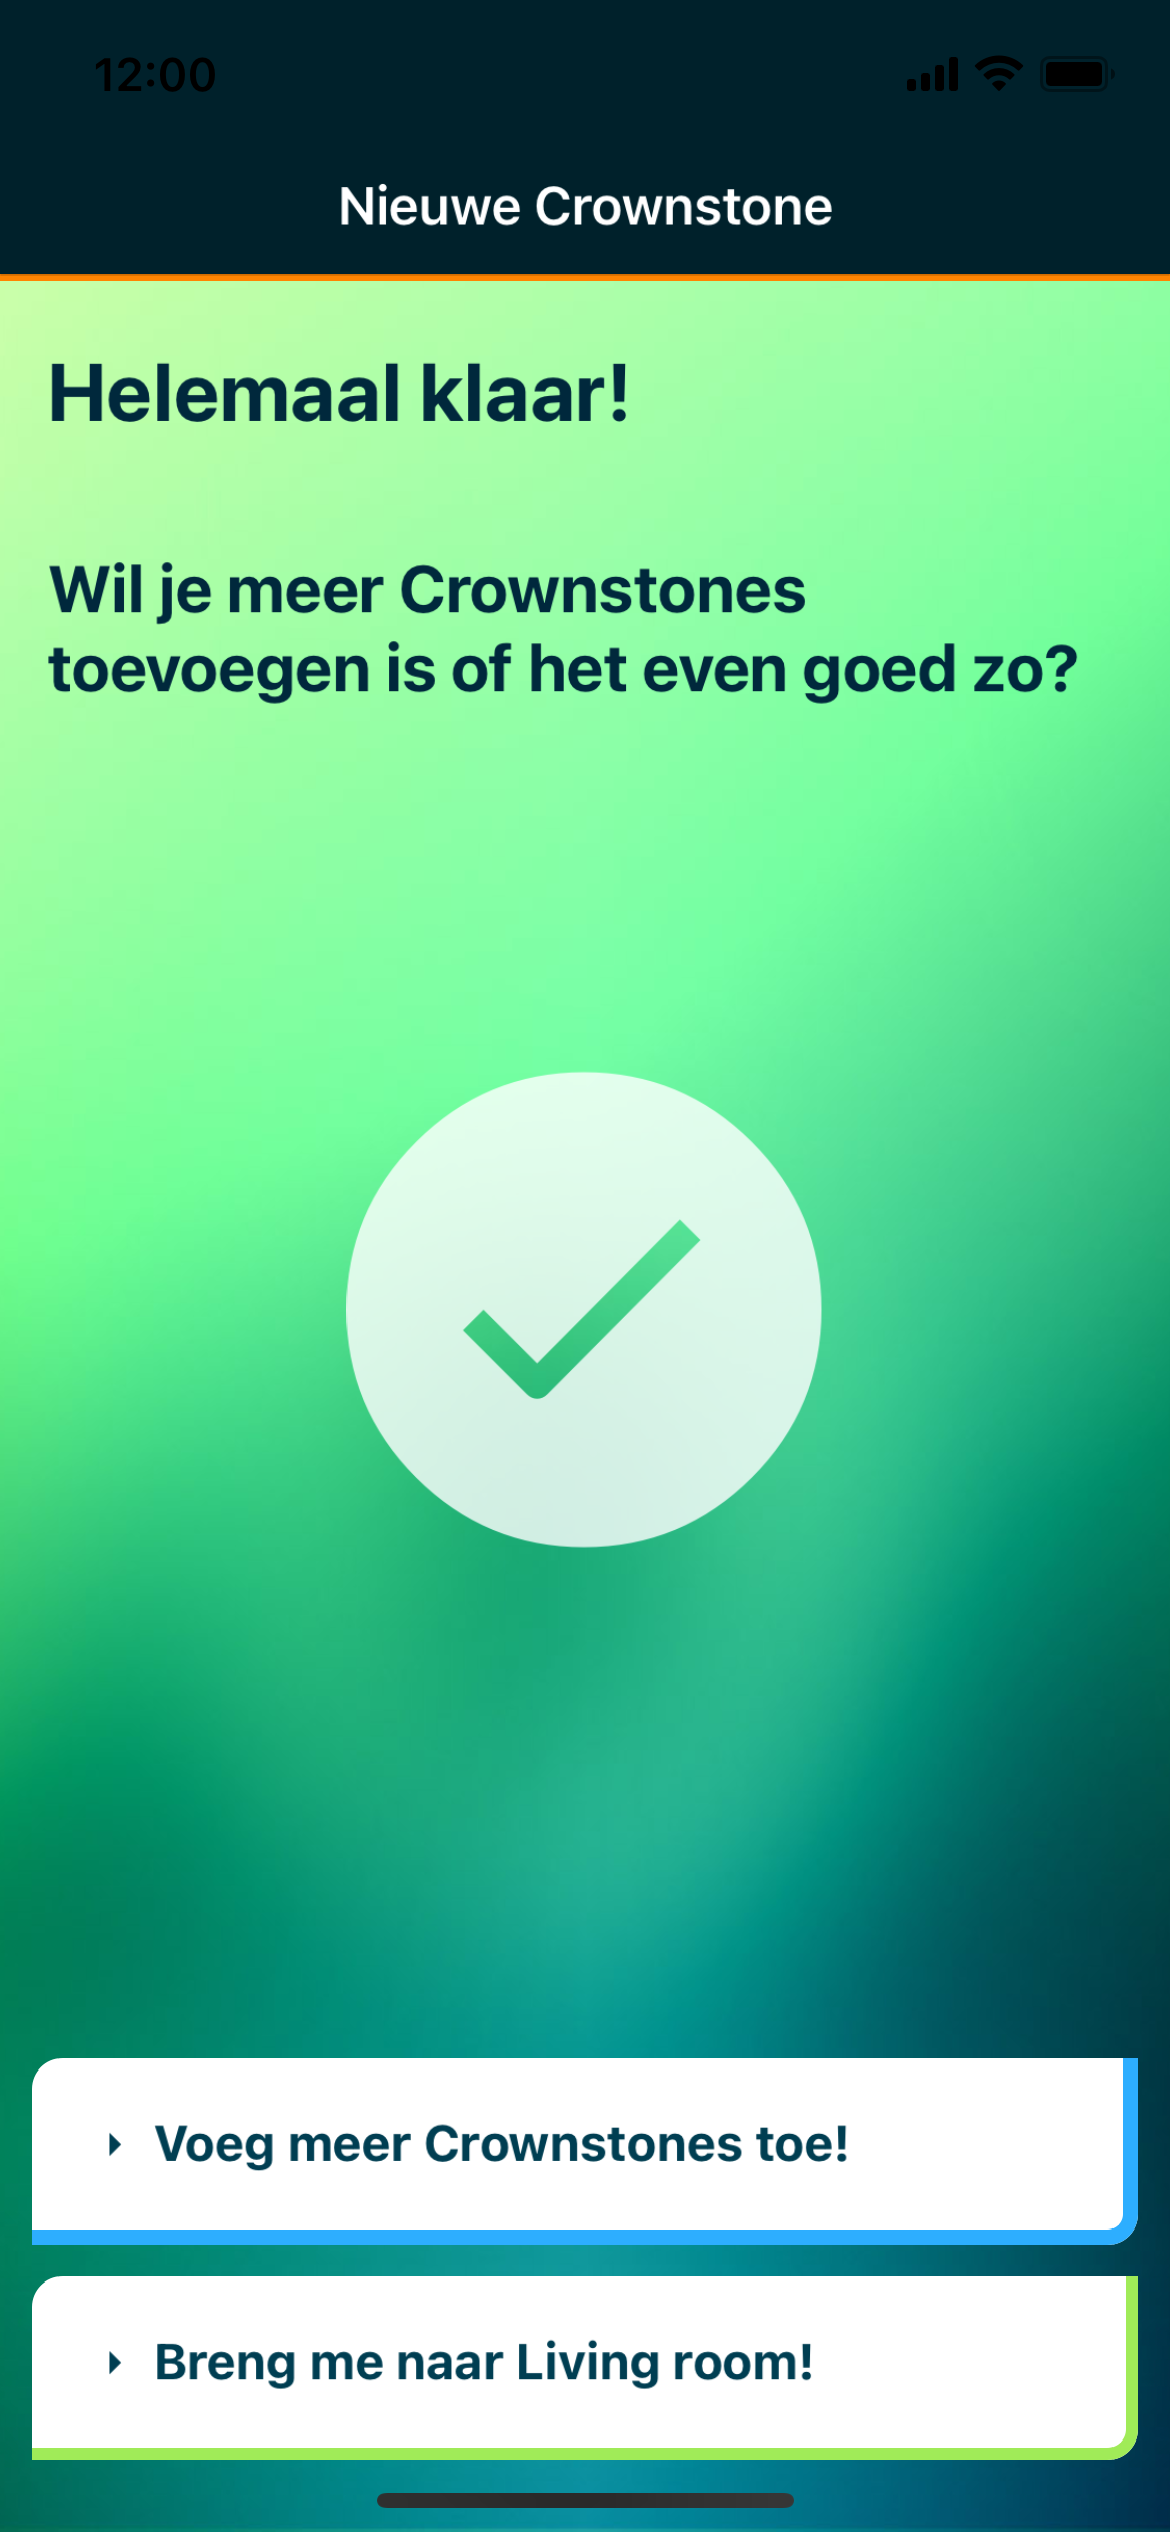 12:00
Nieuwe Crownstone
Helemaal klaar!
Wil je meer Crownstones
toevoegen is of het even goed zo?
Voeg meer Crownstones toe!
Breng me naar Living room!